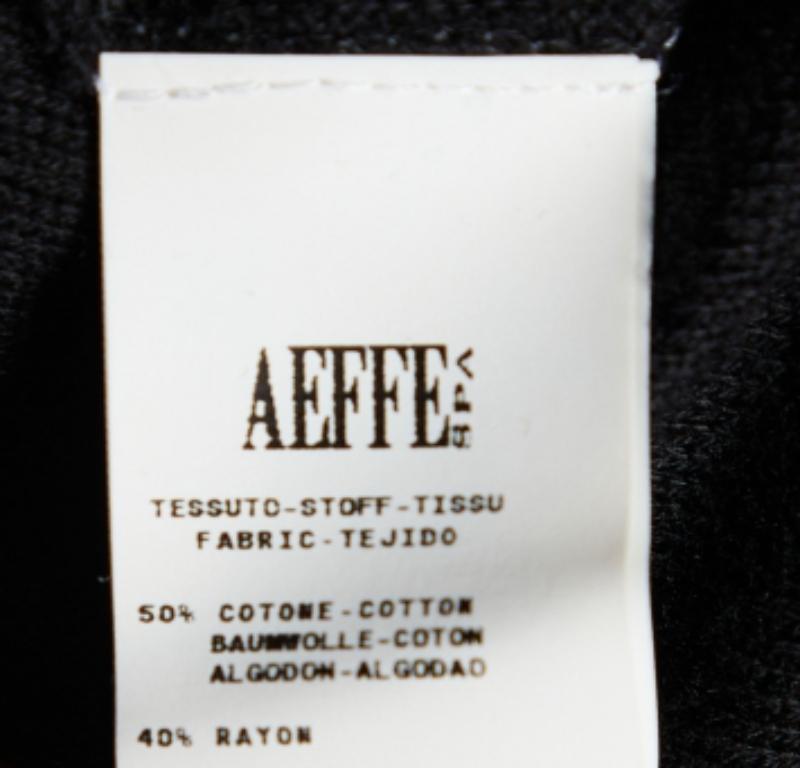 AEFFE SPA
TESSUTO-STOFF-TISSU
FABRIC-TEJIDO
50% COTONE-COTTON
BAUMWOLLE-COTON
ALGODON-ALGODAO
40% RAYON